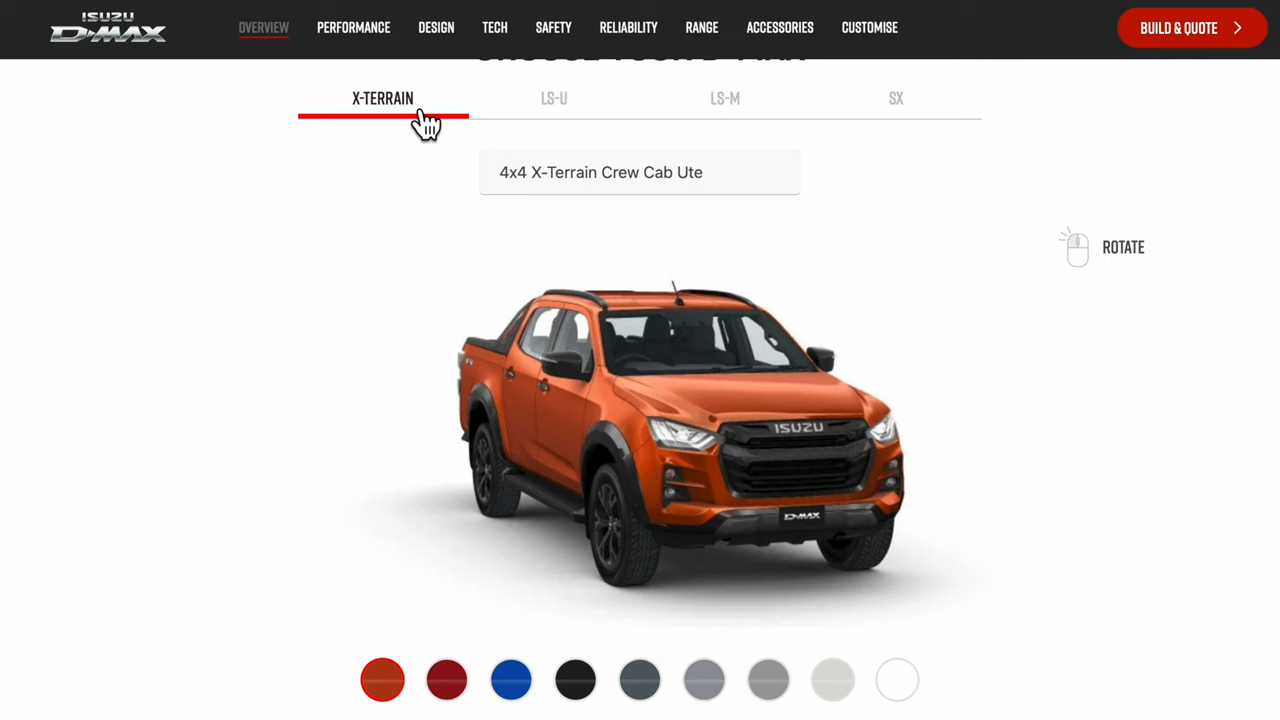 ISUZU
D-MAX
OVERVIEW PERFORMANCE DESIGN TECH SAFETY RELIABILITY RANGE ACCESSORIES CUSTOMISE
BUILD & QUOTE
X-TERRAIN LS-U LS-M SX
4x4 X-Terrain Crew Cab Ute
ROTATE
ISUZU
D-MAX